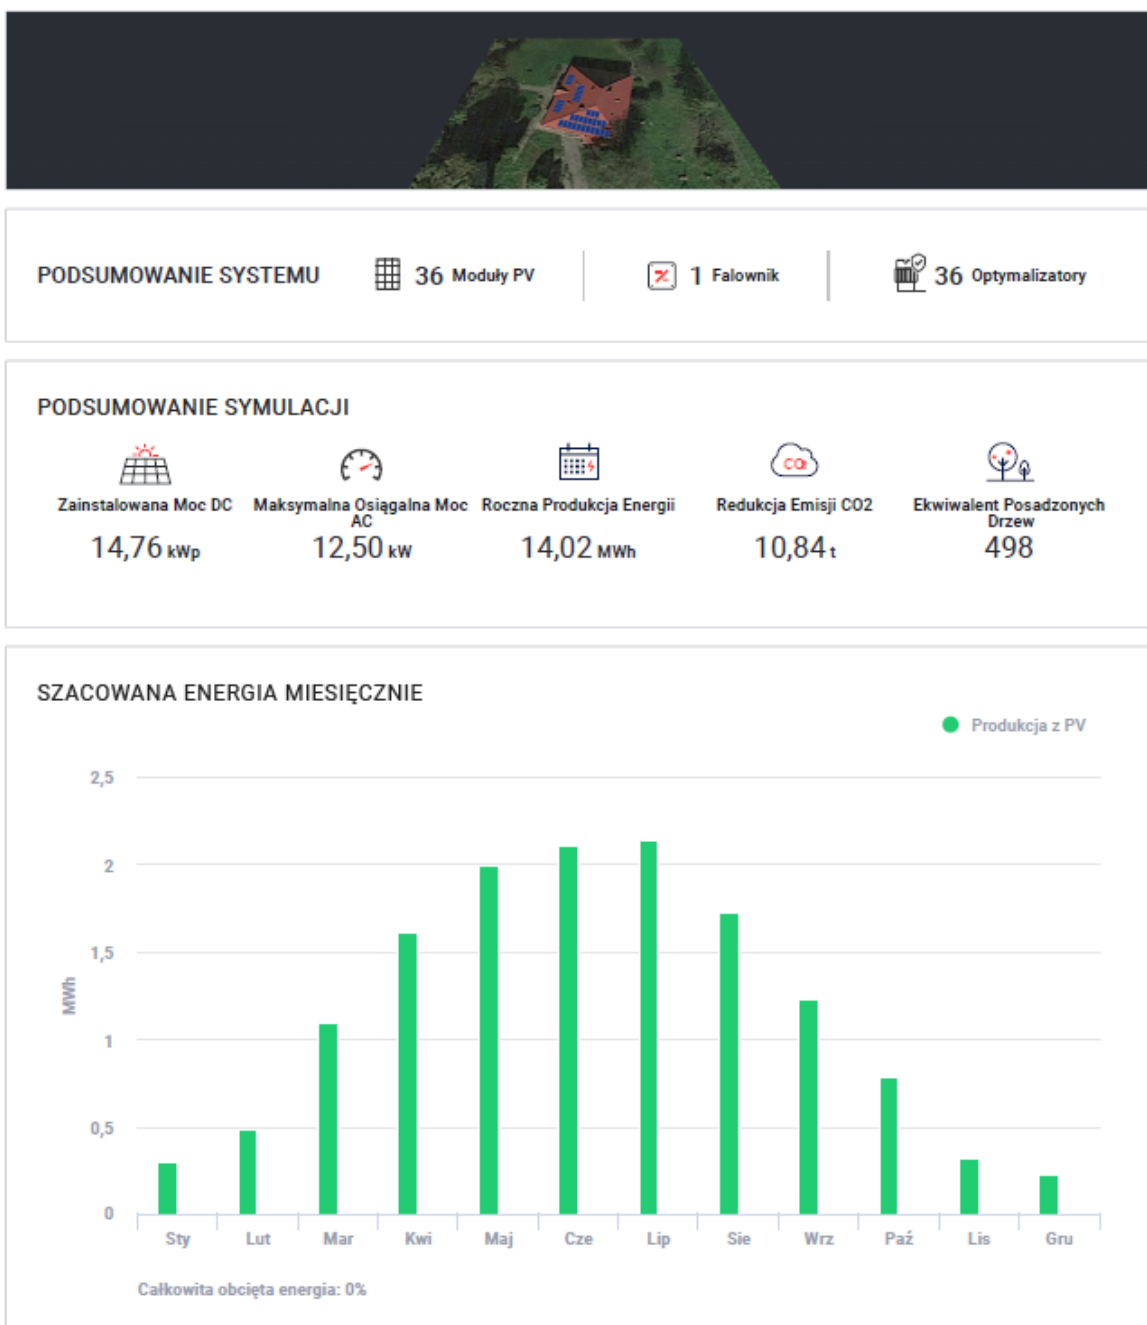 PODSUMOWANIE SYSTEMU
36 Moduły PV
1 Falownik
36 Optymalizatory
PODSUMOWANIE SYMULACJI
CO2
Zainstalowana Moc DC
14,76 kWp
Maksymalna Osiągalna Moc
AC
12,50 kW
Roczna Produkcja Energii
14,02 MWh
Redukcja Emisji CO2
10,84 t
Ekwiwalent Posadzonych
Drzew
498
SZACOWANA ENERGIA MIESIĘCZNIE
Produkcja z PV
2,5
2
1,5
1
0,5
0
MWh
Sty Lut Mar Kwi Maj Cze Lip Sie Wrz Paź Lis Gru
Całkowita obcięta energia: 0%